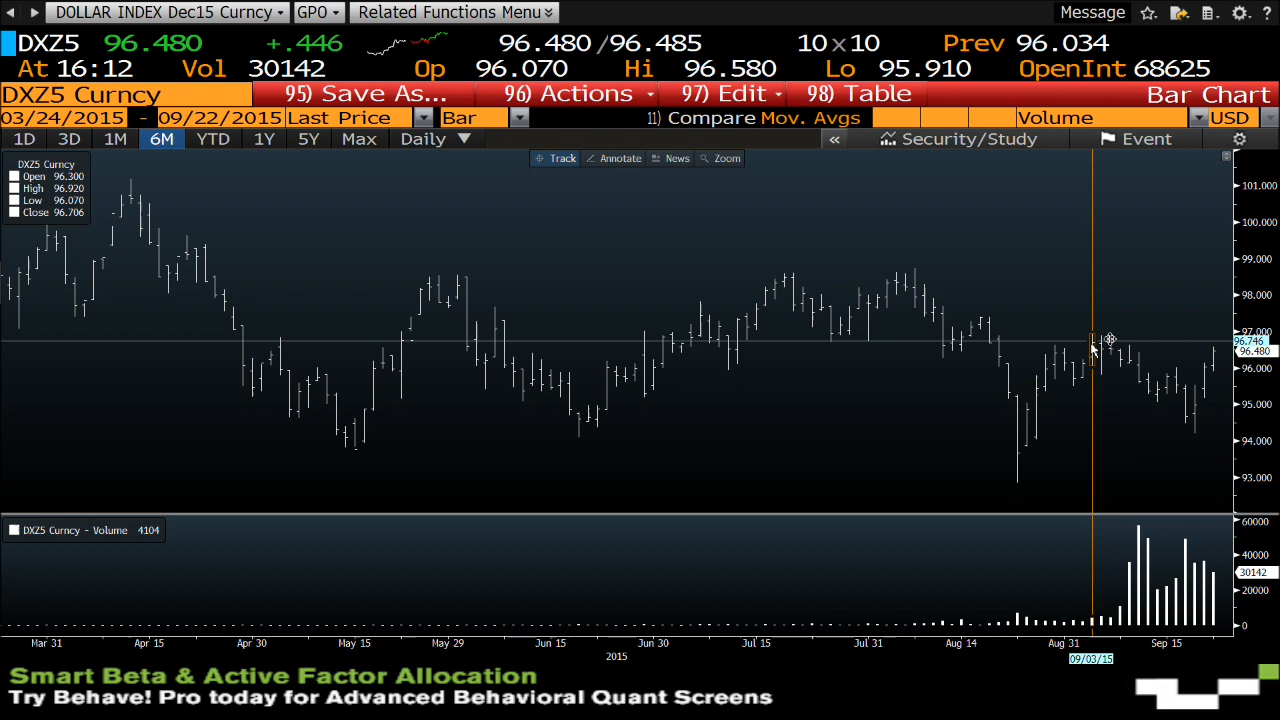 DOLLAR INDEX Dec15 Curncy GPO Related Functions Menu Message ?
DXZ5 96.480 +.446 96.480 /96.485 10 x 10 Prev 96.034
At 16:12 Vol 30142 Op 96.070 Hi 96.580 Lo 95.910 OpenInt 68625
DXZ5 Curncy 95) Save As... 96) Actions 97) Edit 98) Table Bar Chart
03/24/2015 - 09/22/2015 Last Price Bar 11) Compare Mov. Avgs Volume USD
1D 3D 1M 6M YTD 1Y 5Y Max Daily « Security/Study Event
Track Annotate News Zoom
DXZ5 Curncy
Open 96.300
High 96.920
Low 96.070
Close 96.706
101.000
100.000
99.000
98.000
97.000
96.746
96.480
96.000
95.000
94.000
93.000
DXZ5 Curncy - Volume 4104
60000
40000
30142
20000
0
Mar 31 Apr 15 Apr 30 May 15 May 29 Jun 15 Jun 30 Jul 15 Jul 31 Aug 14 Aug 31 Sep 15
2015
09/03/15
Smart Beta & Active Factor Allocation
Try Behave! Pro today for Advanced Behavioral Quant Screens